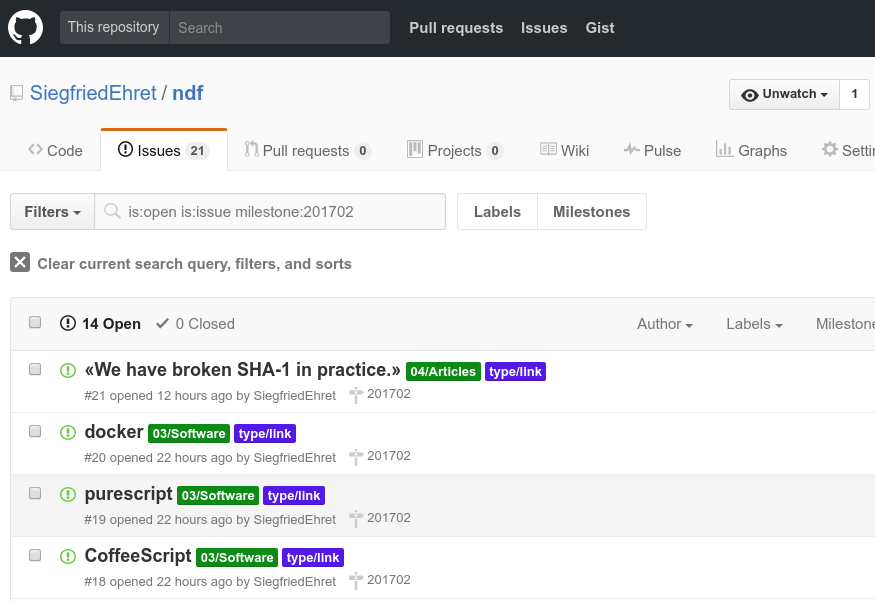 This repository Search Pull requests Issues Gist
SiegfriedEhret / ndf Unwatch 1
Code Issues 21 Pull requests 0 Projects 0 Wiki Pulse Graphs
Filters is:open is:issue milestone:201702 Labels Milestones
Clear current search query, filters, and sorts
14 Open 0 Closed Author Labels Milestone
«We have broken SHA-1 in practice.» 04/Articles type/link
#21 opened 12 hours ago by SiegfriedEhret 201702
docker 03/Software type/link
#20 opened 22 hours ago by SiegfriedEhret 201702
purescript 03/Software type/link
#19 opened 22 hours ago by SiegfriedEhret 201702
CoffeeScript 03/Software type/link
#18 opened 22 hours ago by SiegfriedEhret 201702